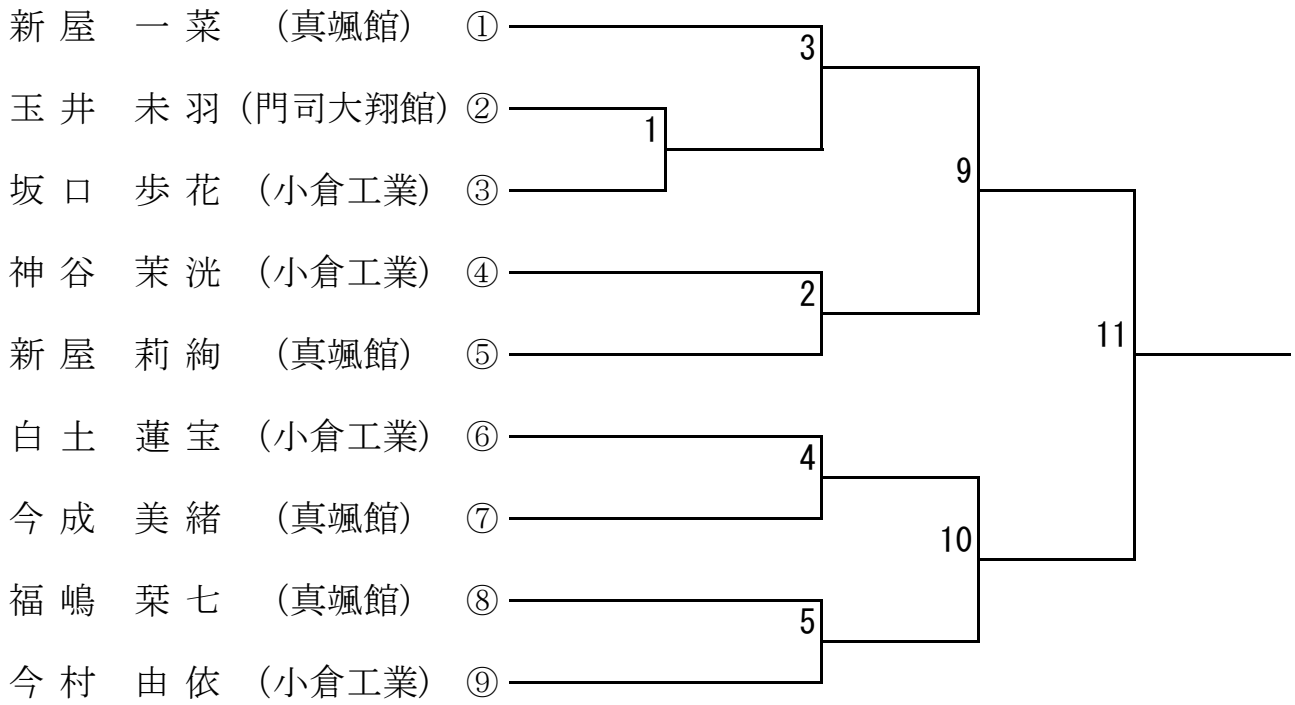 新屋 一菜 (真颯館) ①
3
玉井 未羽 (門司大翔館) ②
1
坂口 歩花 (小倉工業) ③
9
神谷 茉洸 (小倉工業) ④
2
新屋 莉絢 (真颯館) ⑤
11
白土 蓮宝 (小倉工業) ⑥
4
今成 美緒 (真颯館) ⑦
10
福嶋 栞七 (真颯館) ⑧
5
今村 由依 (小倉工業) ⑨